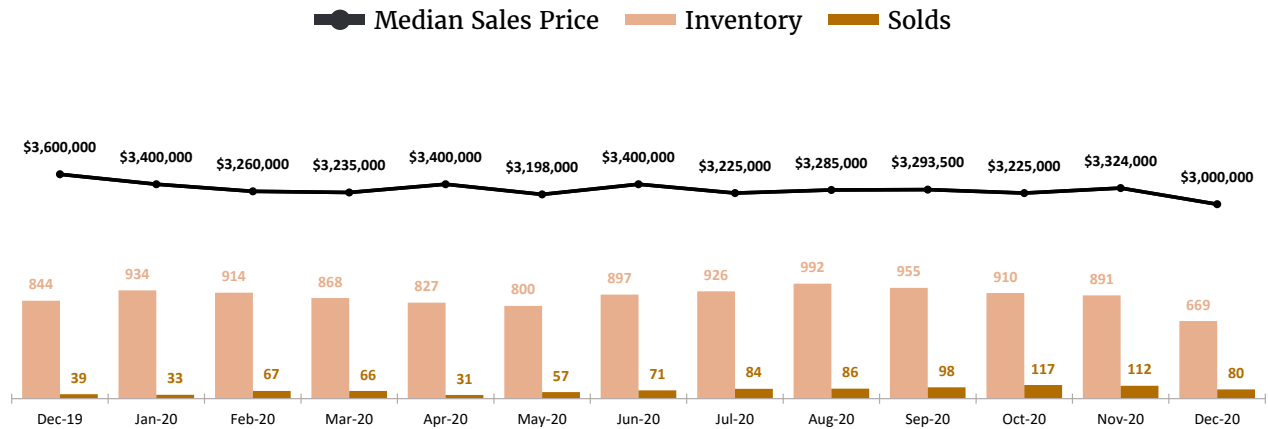 Median Sales Price Inventory Solds
$3,600,000 $3,400,000 $3,260,000 $3,235,000 $3,400,000 $3,198,000 $3,400,000 $3,225,000 $3,285,000 $3,293,500 $3,225,000 $3,324,000 $3,000,000
844 934 914 868 827 800 897 926 992 955 910 891 669
39 33 67 66 31 57 71 84 86 98 117 112 80
Dec-19 Jan-20 Feb-20 Mar-20 Apr-20 May-20 Jun-20 Jul-20 Aug-20 Sep-20 Oct-20 Nov-20 Dec-20